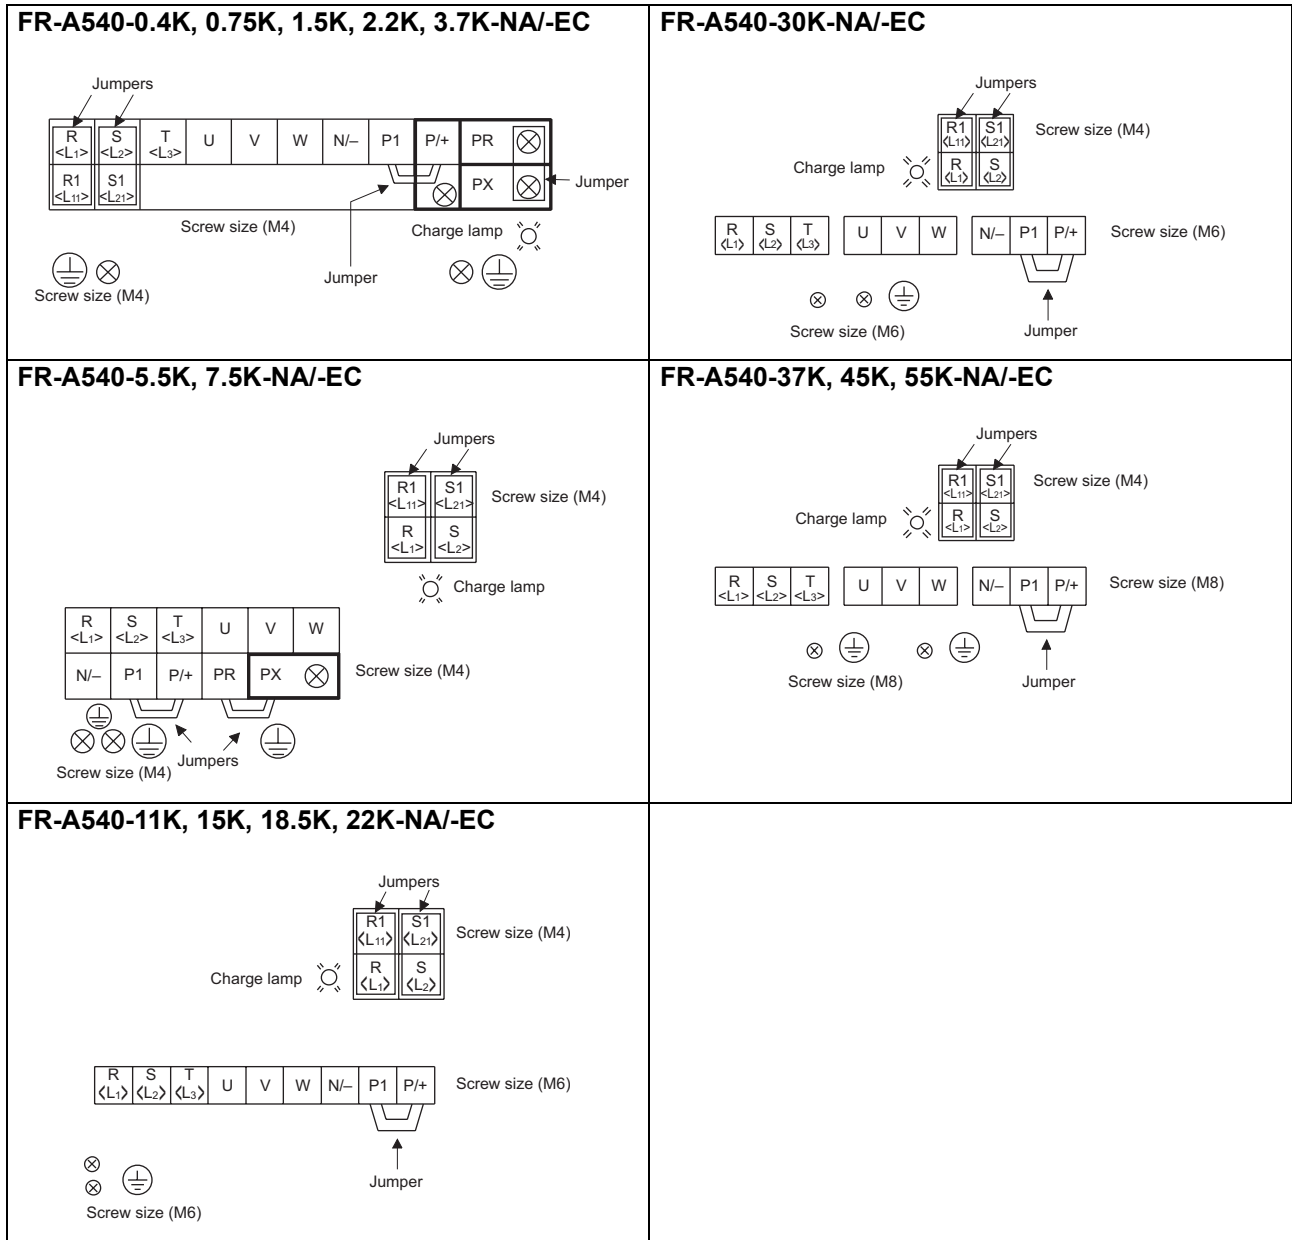 FR-A540-0.4K, 0.75K, 1.5K, 2.2K, 3.7K-NA/-EC
Jumpers
R S T U V W N/– P1 P/+ PR
<L1> <L2> <L3>
R1 S1 PX
<L11> <L21>
Jumper
Screw size (M4)
Charge lamp
Jumper
Screw size (M4)
FR-A540-30K-NA/-EC
Jumpers
R1 S1
<L11> <L21>
Screw size (M4)
Charge lamp
R S
<L1> <L2>
R S T U V W N/– P1 P/+
<L1> <L2> <L3>
Screw size (M6)
Screw size (M6)
Jumper
FR-A540-5.5K, 7.5K-NA/-EC
Jumpers
R1 S1
<L11> <L21>
Screw size (M4)
R S
<L1> <L2>
Charge lamp
R S T U V W
<L1> <L2> <L3>
N/– P1 P/+ PR PX
Screw size (M4)
Jumpers
Screw size (M4)
FR-A540-37K, 45K, 55K-NA/-EC
Jumpers
R1 S1
<L11> <L21>
Screw size (M4)
Charge lamp
R S
<L1> <L2>
R S T U V W N/– P1 P/+
<L1> <L2> <L3>
Screw size (M8)
Screw size (M8)
Jumper
FR-A540-11K, 15K, 18.5K, 22K-NA/-EC
Jumpers
R1 S1
<L11> <L21>
Screw size (M4)
Charge lamp
R S
<L1> <L2>
R S T U V W N/– P1 P/+
<L1> <L2> <L3>
Screw size (M6)
Jumper
Screw size (M6)